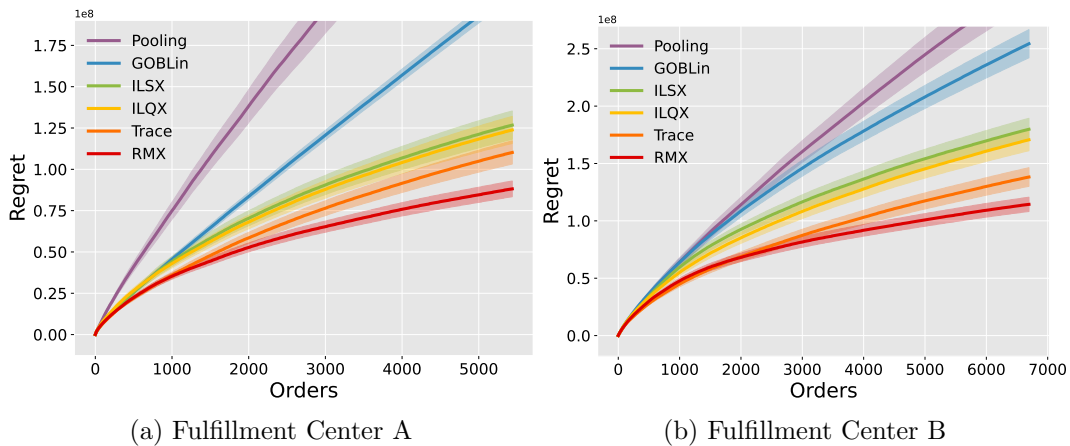 1e8
1.75
1.50
1.25
1.00
0.75
0.50
0.25
0.00
Regret
Pooling
GOBLin
ILSX
ILQX
Trace
RMX
0 1000 2000 3000 4000 5000
Orders
(a) Fulfillment Center A
1e8
2.5
2.0
1.5
1.0
0.5
0.0
Regret
Pooling
GOBLin
ILSX
ILQX
Trace
RMX
0 1000 2000 3000 4000 5000 6000 7000
Orders
(b) Fulfillment Center B